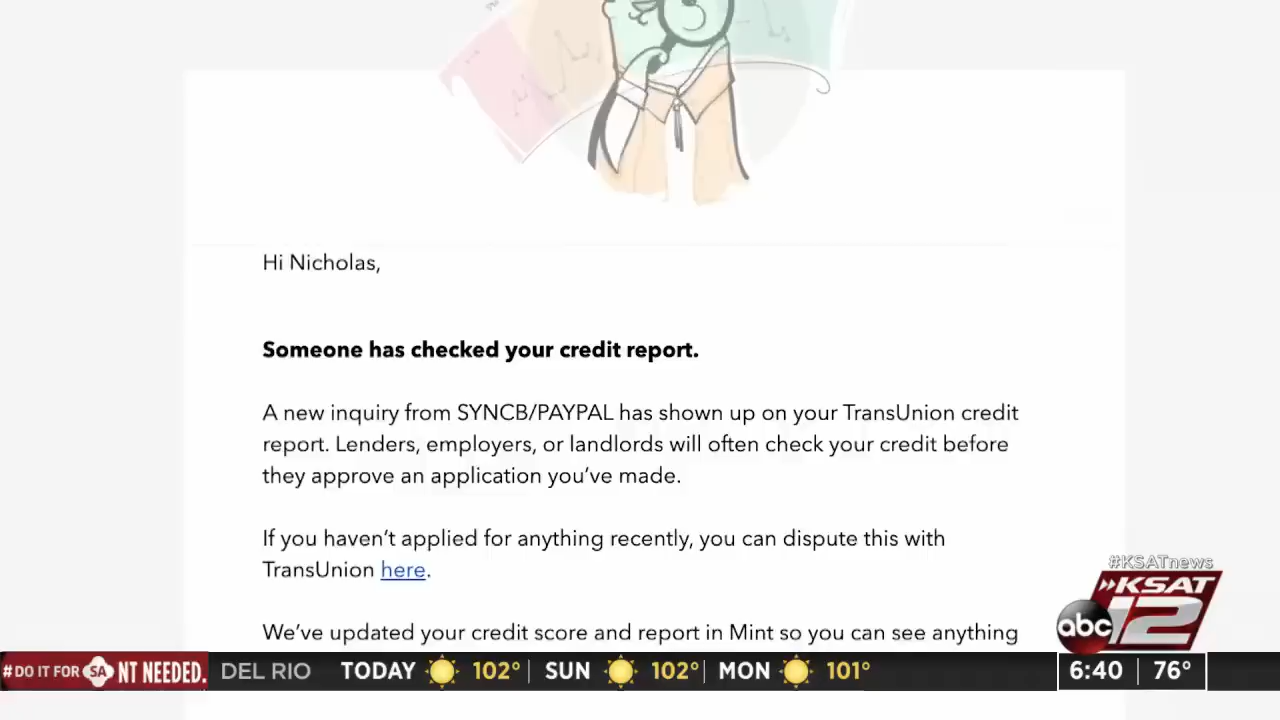 Hi Nicholas,
Someone has checked your credit report.
A new inquiry from SYNCB/PAYPAL has shown up on your TransUnion credit
report. Lenders, employers, or landlords will often check your credit before
they approve an application you've made.
If you haven't applied for anything recently, you can dispute this with
TransUnion here.
We've updated your credit score and report in Mint so you can see anything
#KSATnews
KSAT
abc 12
#DO IT FOR SA NT NEEDED. DEL RIO TODAY 102° SUN 102° MON 101° 6:40 76°